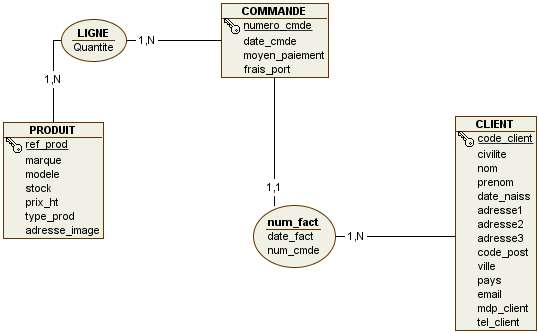 COMMANDE
numero_cmde
date_cmde
moyen_paiement
frais_port
LIGNE
Quantite
1,N
1,N
PRODUIT
ref_prod
marque
modele
stock
prix_ht
type_prod
adresse_image
1,1
num_fact
date_fact
num_cmde
1,N
CLIENT
code_client
civilite
nom
prenom
date_naiss
adresse1
adresse2
adresse3
code_post
ville
pays
email
mdp_client
tel_client